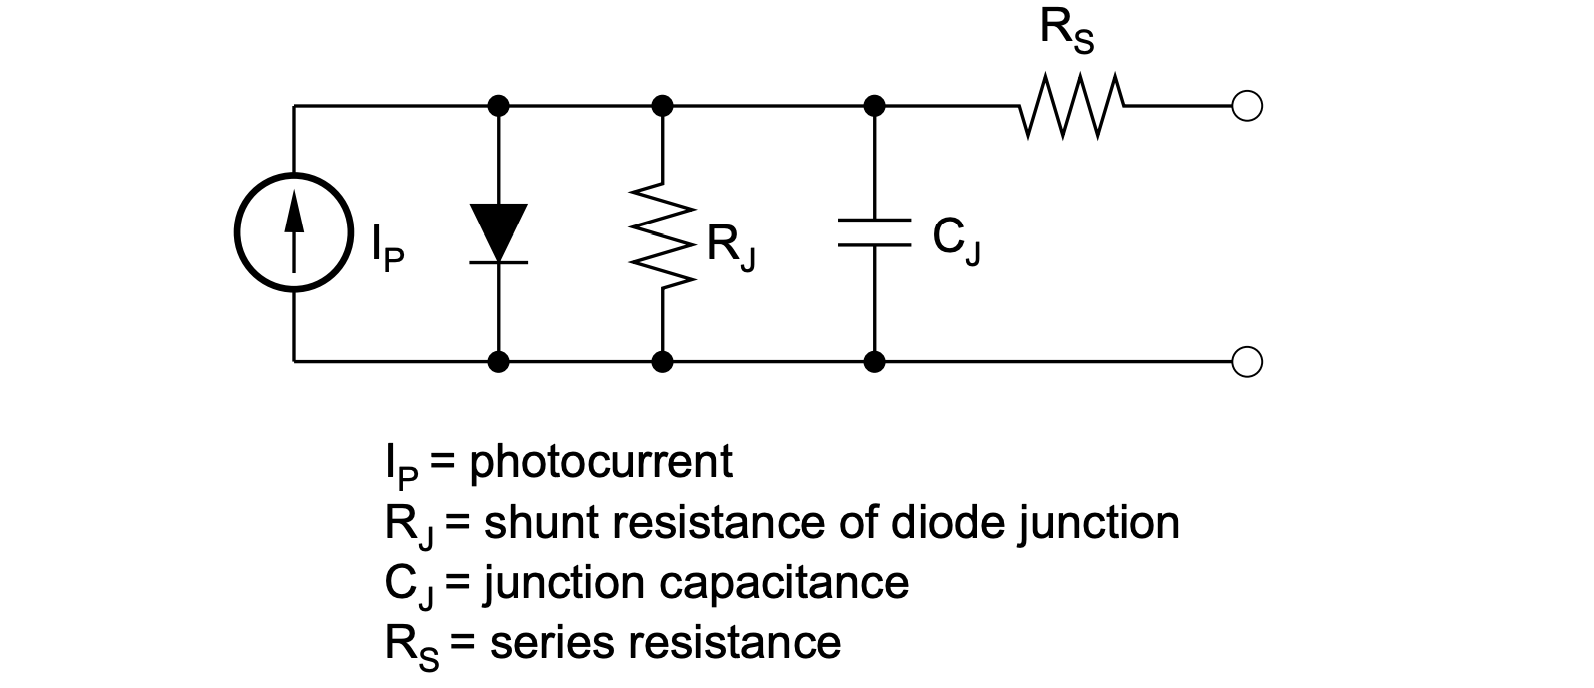 R_S
I_P
R_J
C_J
I_P = photocurrent
R_J = shunt resistance of diode junction
C_J = junction capacitance
R_S = series resistance